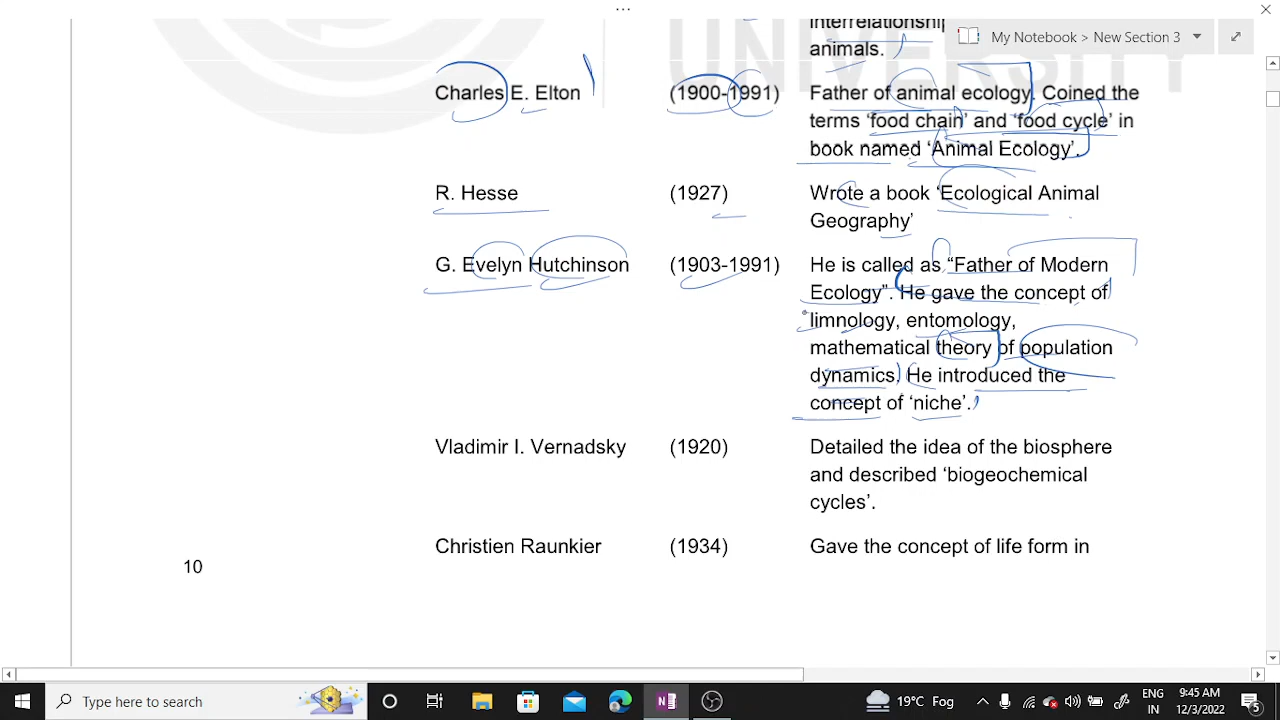 ...
UNIVERSITY
interrelationship
My Notebook > New Section 3
animals.
Charles E. Elton (1900-1991) Father of animal ecology. Coined the
terms ‘food chain’ and ‘food cycle’ in
book named ‘Animal Ecology’.
R. Hesse (1927) Wrote a book ‘Ecological Animal
Geography’
G. Evelyn Hutchinson (1903-1991) He is called as “Father of Modern
Ecology”. He gave the concept of
limnology, entomology,
mathematical theory of population
dynamics. He introduced the
concept of ‘niche’.
Vladimir I. Vernadsky (1920) Detailed the idea of the biosphere
and described ‘biogeochemical
cycles’.
Christien Raunkier (1934) Gave the concept of life form in
10
Type here to search
19°C Fog
ENG
IN
9:45 AM
12/3/2022
5